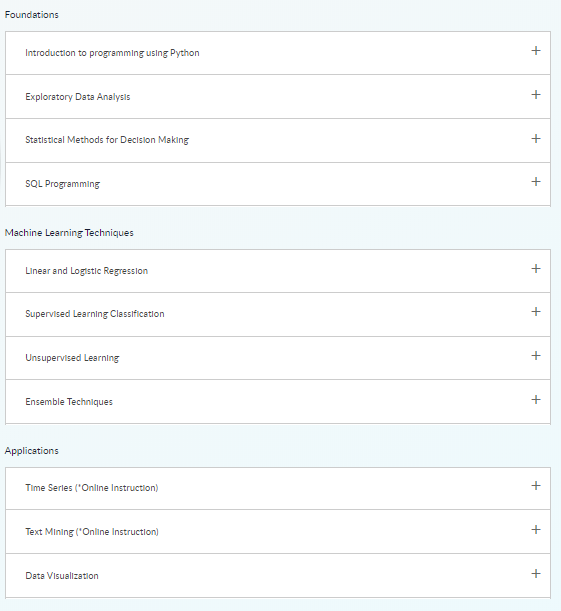 Foundations
Introduction to programming using Python
Exploratory Data Analysis
Statistical Methods for Decision Making
SQL Programming
Machine Learning Techniques
Linear and Logistic Regression
Supervised Learning Classification
Unsupervised Learning
Ensemble Techniques
Applications
Time Series (*Online Instruction)
Text Mining (*Online Instruction)
Data Visualization